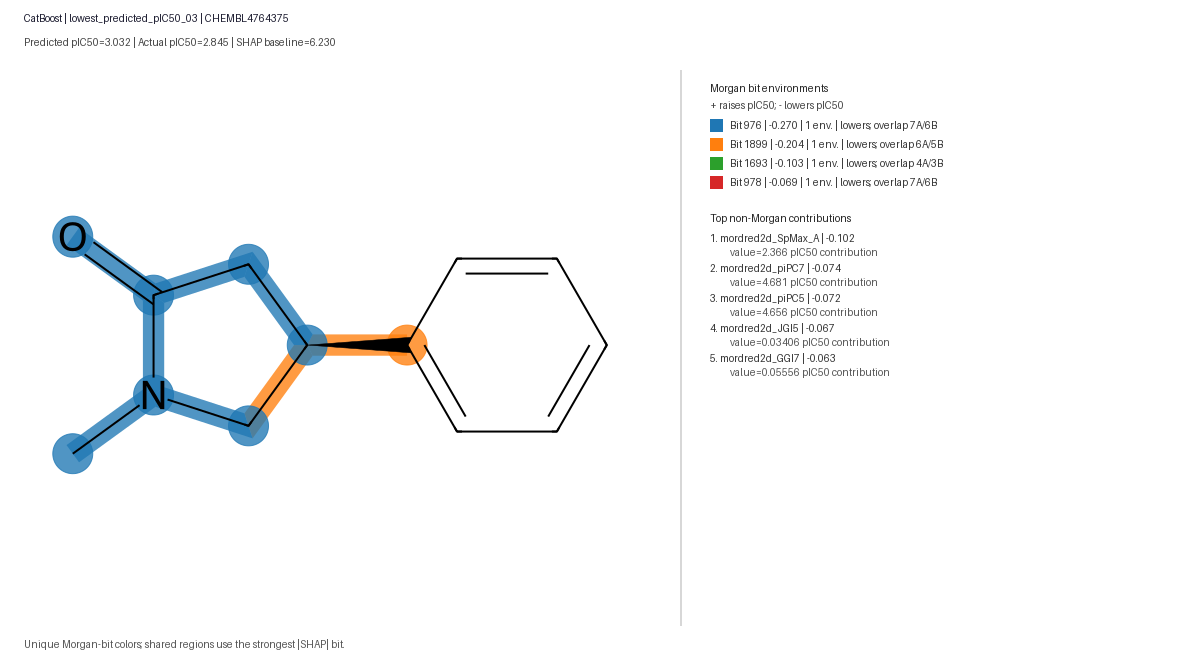 CatBoost | lowest_predicted_pIC50_03 | CHEMBL4764375
Predicted pIC50=3.032 | Actual pIC50=2.845 | SHAP baseline=6.230
Morgan bit environments
+ raises pIC50; - lowers pIC50
Bit 976 | -0.270 | 1 env. | lowers; overlap 7A/6B
Bit 1899 | -0.204 | 1 env. | lowers; overlap 6A/5B
Bit 1693 | -0.103 | 1 env. | lowers; overlap 4A/3B
Bit 978 | -0.069 | 1 env. | lowers; overlap 7A/6B
Top non-Morgan contributions
1. mordred2d_SpMax_A | -0.102
value=2.366 pIC50 contribution
2. mordred2d_piPC7 | -0.074
value=4.681 pIC50 contribution
3. mordred2d_piPC5 | -0.072
value=4.656 pIC50 contribution
4. mordred2d_JGI5 | -0.067
value=0.03406 pIC50 contribution
5. mordred2d_GGI7 | -0.063
value=0.05556 pIC50 contribution
O
N
Unique Morgan-bit colors; shared regions use the strongest |SHAP| bit.